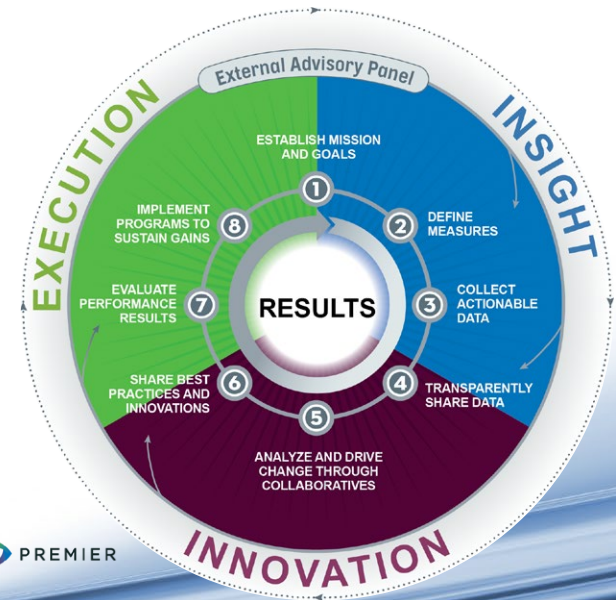 External Advisory Panel
EXECUTION
INSIGHT
INNOVATION
ESTABLISH MISSION
AND GOALS
1
2
DEFINE
MEASURES
3
COLLECT
ACTIONABLE
DATA
4
TRANSPARENTLY
SHARE DATA
5
ANALYZE AND DRIVE
CHANGE THROUGH
COLLABORATIVES
6
SHARE BEST
PRACTICES AND
INNOVATIONS
7
EVALUATE
PERFORMANCE
RESULTS
8
IMPLEMENT
PROGRAMS TO
SUSTAIN GAINS
RESULTS
PREMIER